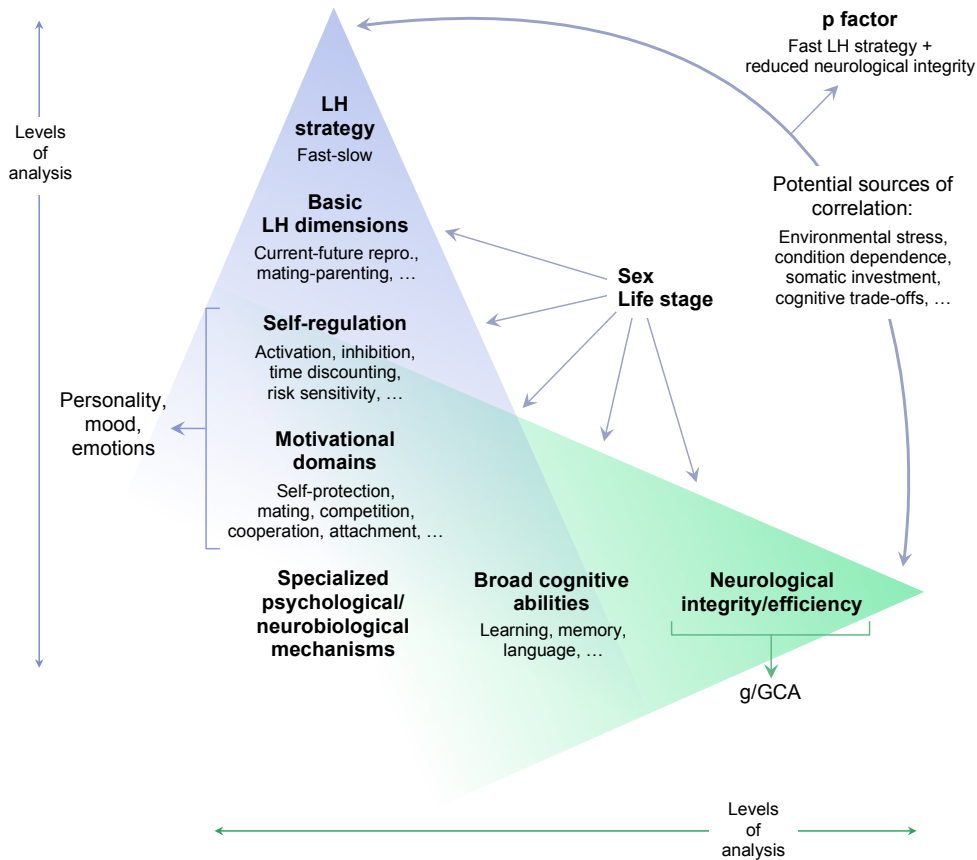 p factor
Fast LH strategy +
reduced neurological integrity
LH
strategy
Fast-slow
Levels
of
analysis
Potential sources of
correlation:
Environmental stress,
condition dependence,
somatic investment,
cognitive trade-offs, …
Basic
LH dimensions
Current-future repro.,
mating-parenting, …
Sex
Life stage
Self-regulation
Activation, inhibition,
time discounting,
risk sensitivity, …
Personality,
mood,
emotions
Motivational
domains
Self-protection,
mating, competition,
cooperation, attachment, …
Specialized
psychological/
neurobiological
mechanisms
Broad cognitive
abilities
Learning, memory,
language, …
Neurological
integrity/efficiency
g/GCA
Levels
of
analysis